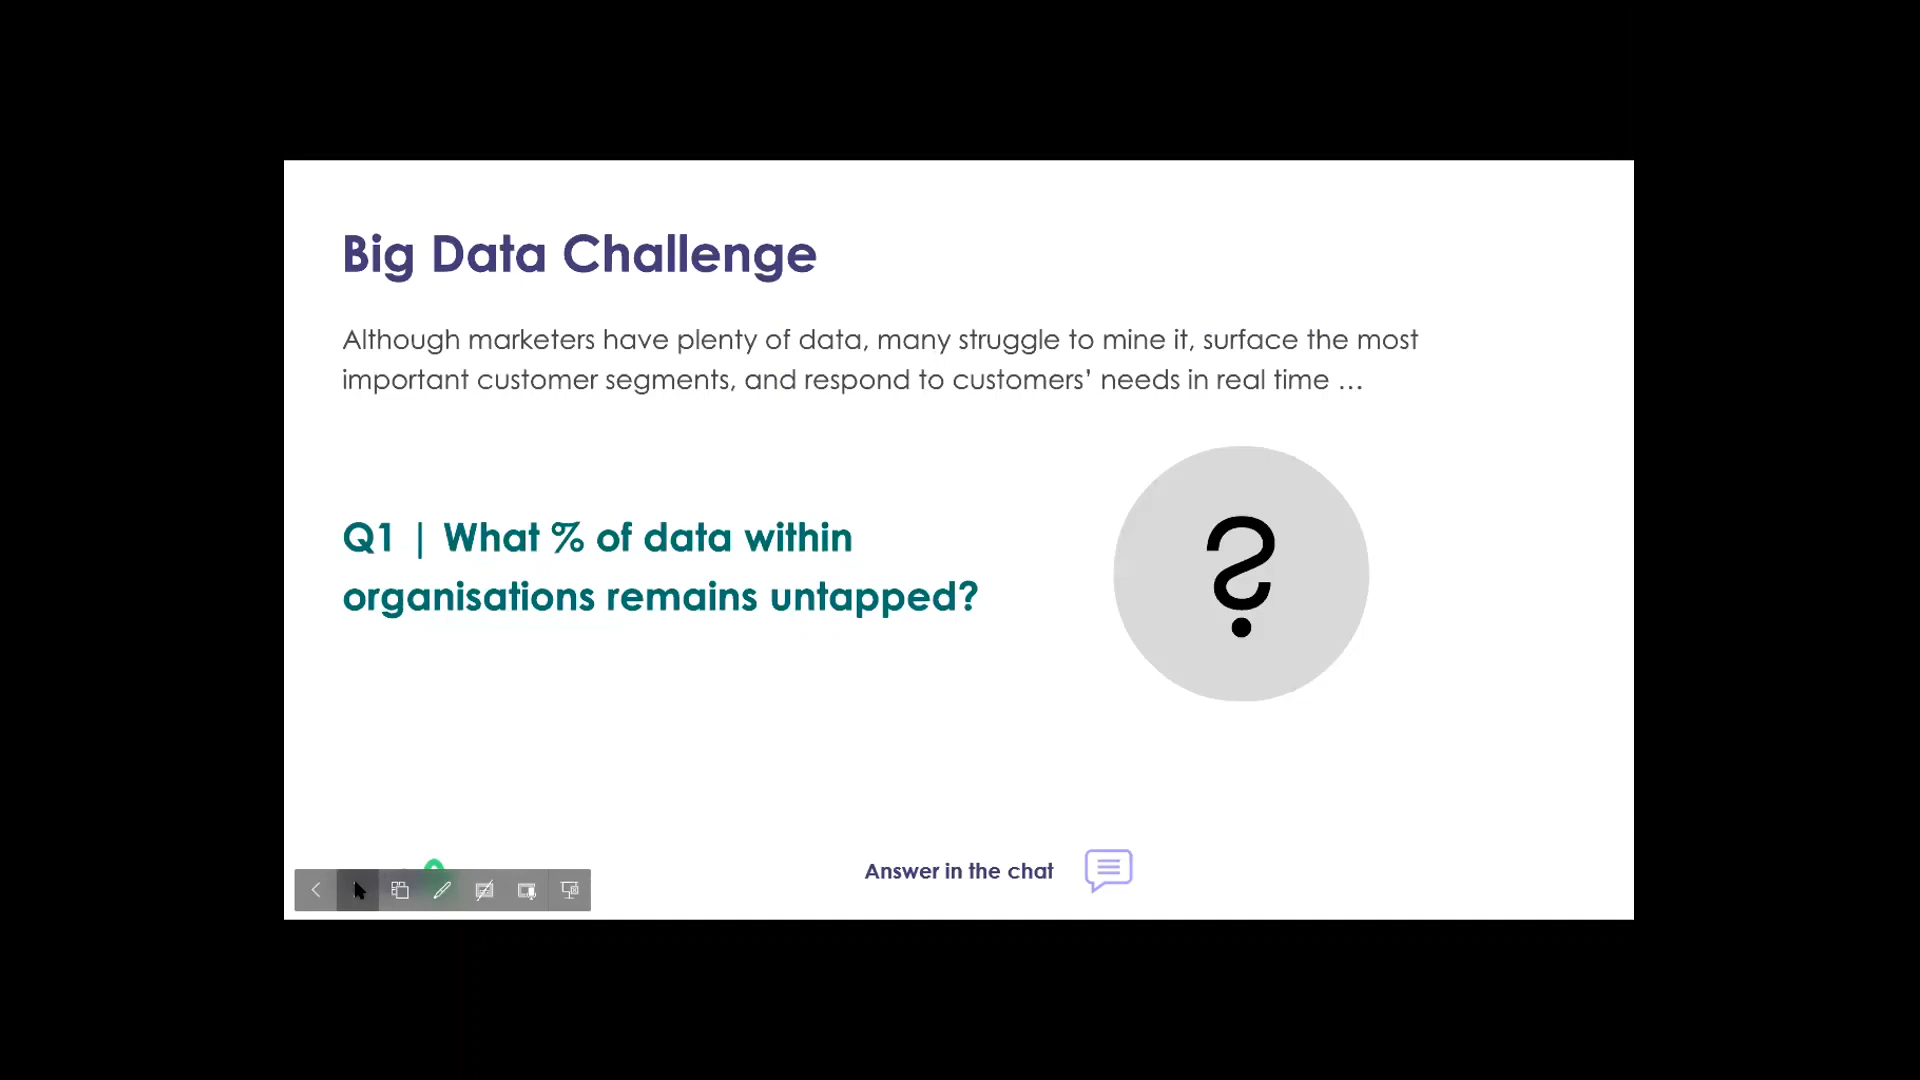 Big Data Challenge
Although marketers have plenty of data, many struggle to mine it, surface the most
important customer segments, and respond to customers’ needs in real time …
Q1 | What % of data within
organisations remains untapped?
?
Answer in the chat